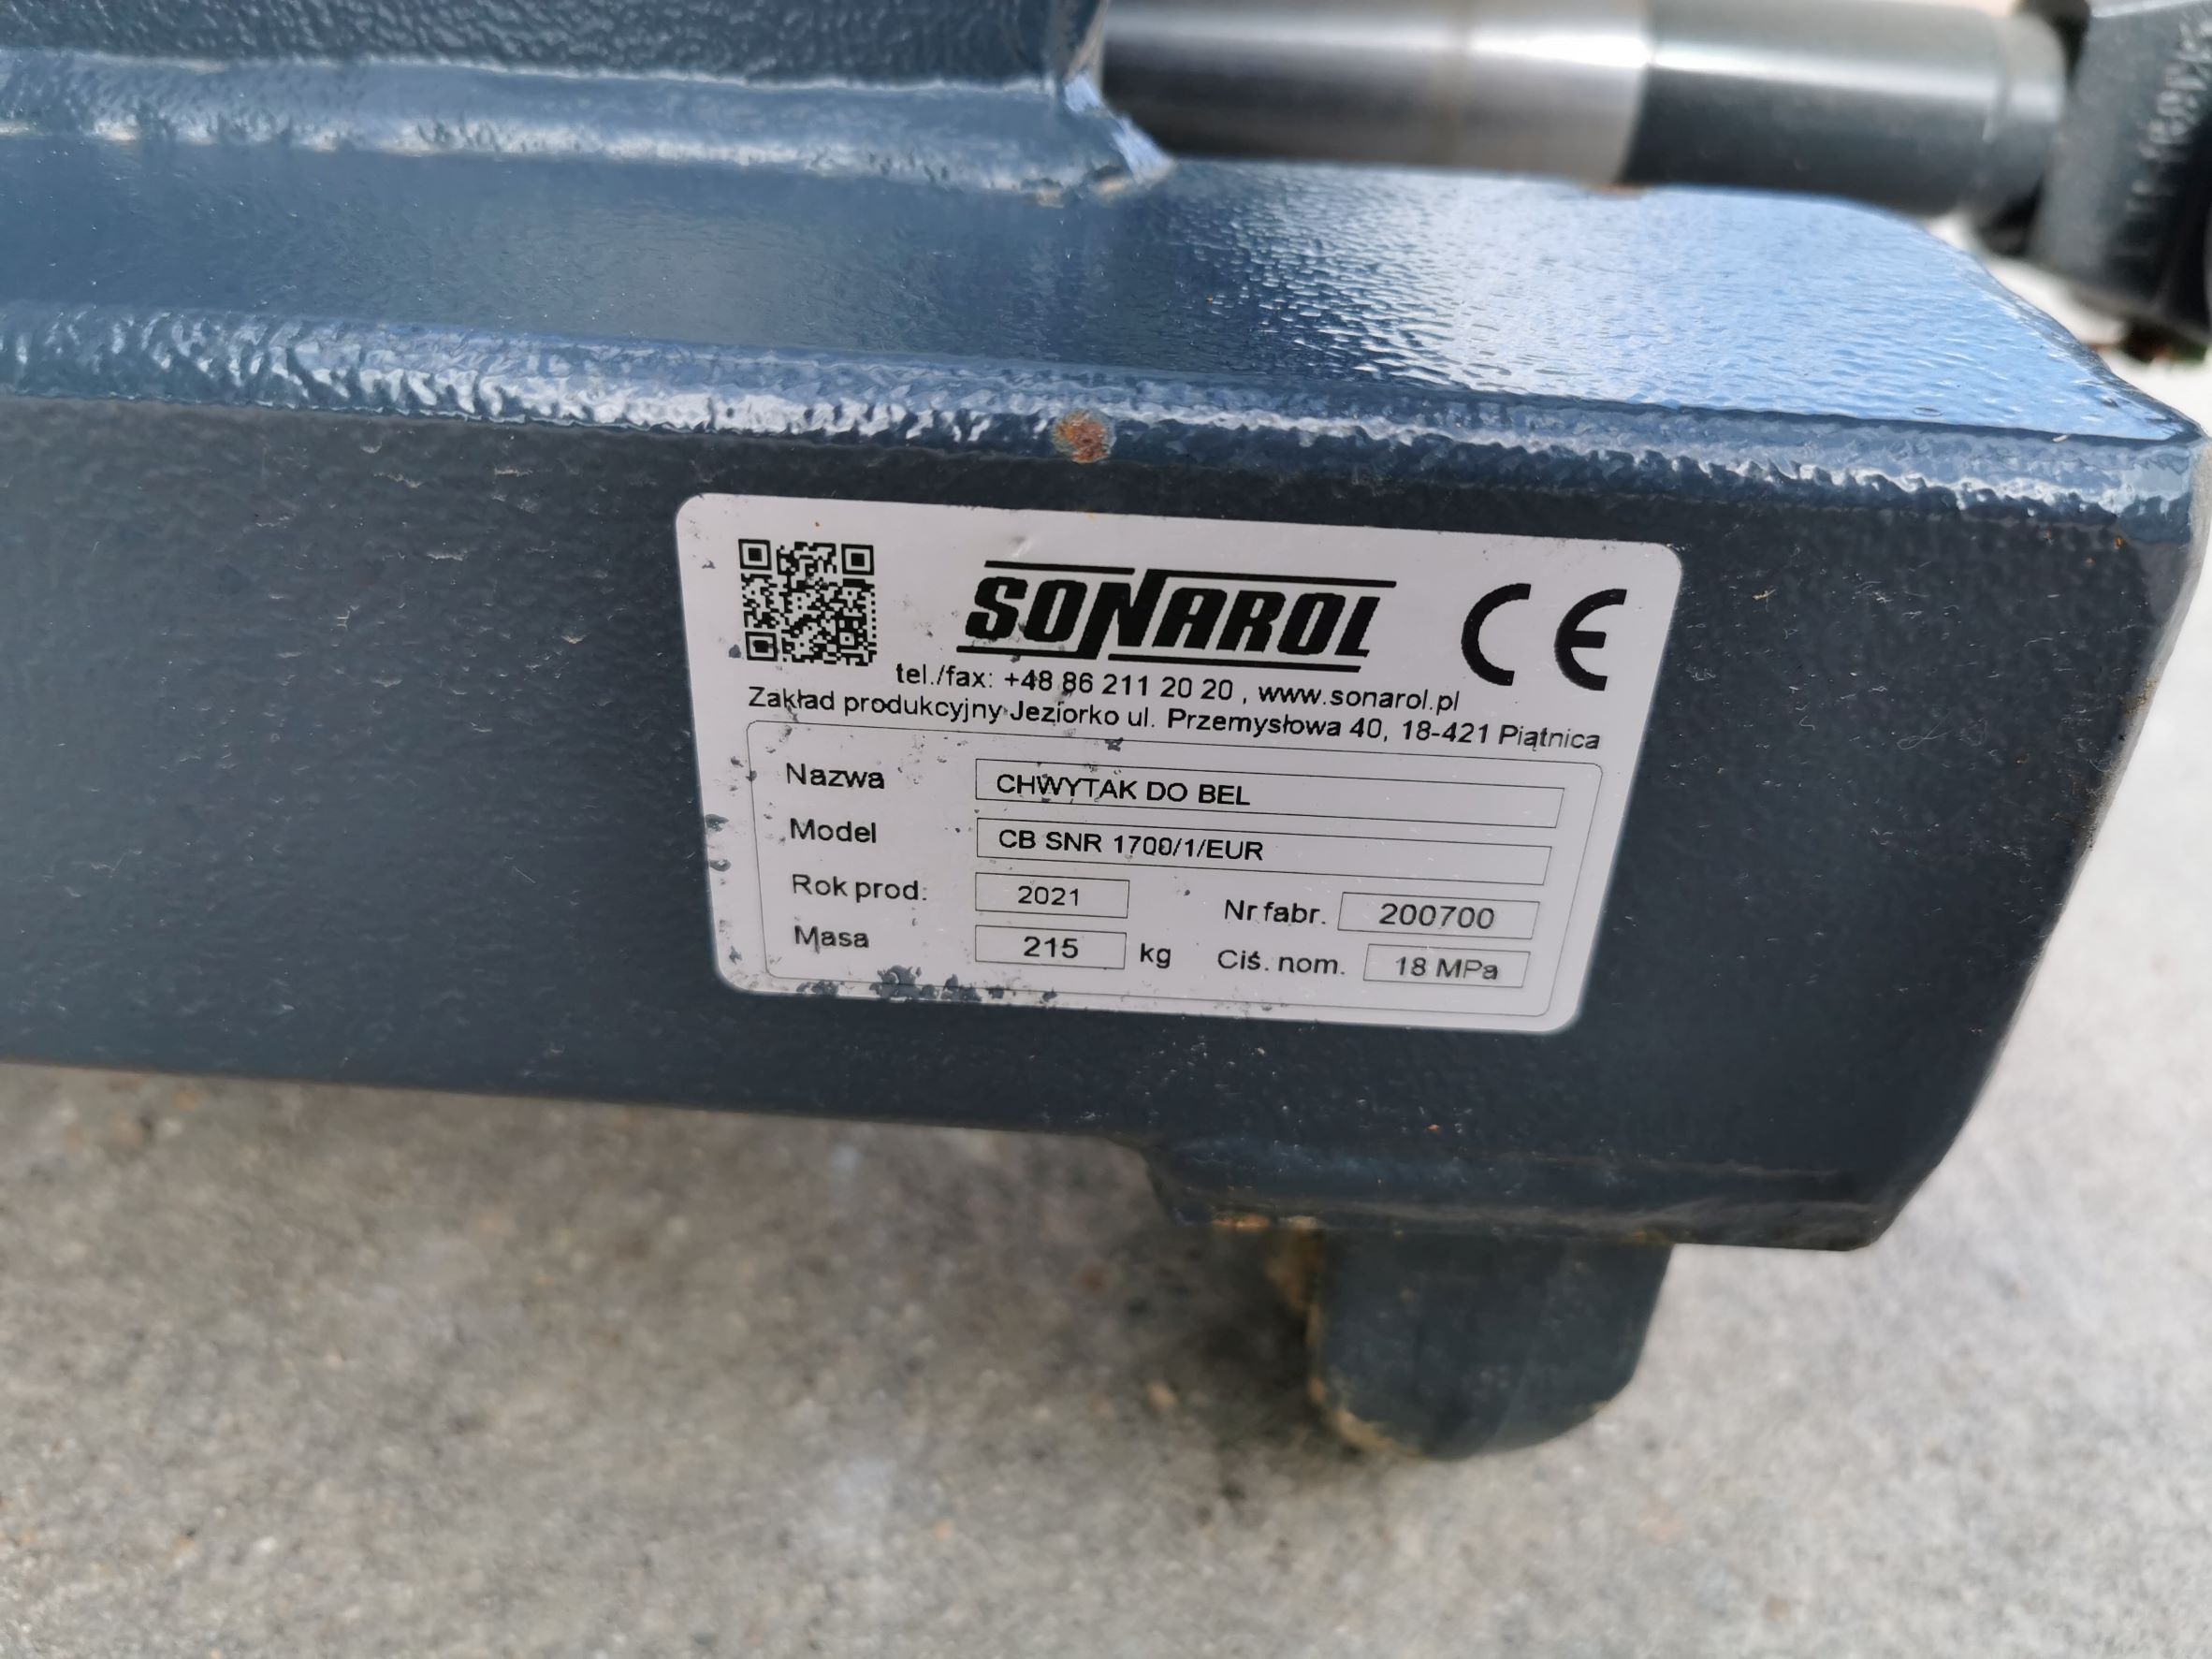 SONAROL CE
tel./fax: +48 86 211 20 20 , www.sonarol.pl
Zakład produkcyjny Jeziorko ul. Przemysłowa 40, 18-421 Piątnica
Nazwa CHWYTAK DO BEL
Model CB SNR 1700/1/EUR
Rok prod. 2021 Nr fabr. 200700
Masa 215 kg Ciś. nom. 18 MPa